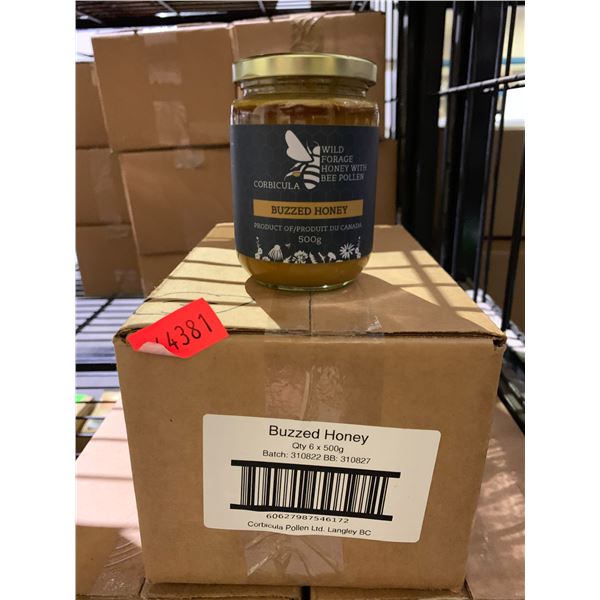 WILD
FORAGE
HONEY WITH
BEE POLLEN
CORBICULA
BUZZED HONEY
PRODUCT OF/PRODUIT DU CANADA
500g
4381
Buzzed Honey
Qty 6 x 500g
Batch: 310822 BB: 310827
60627987546172
Corbicula Pollen Ltd. Langley BC